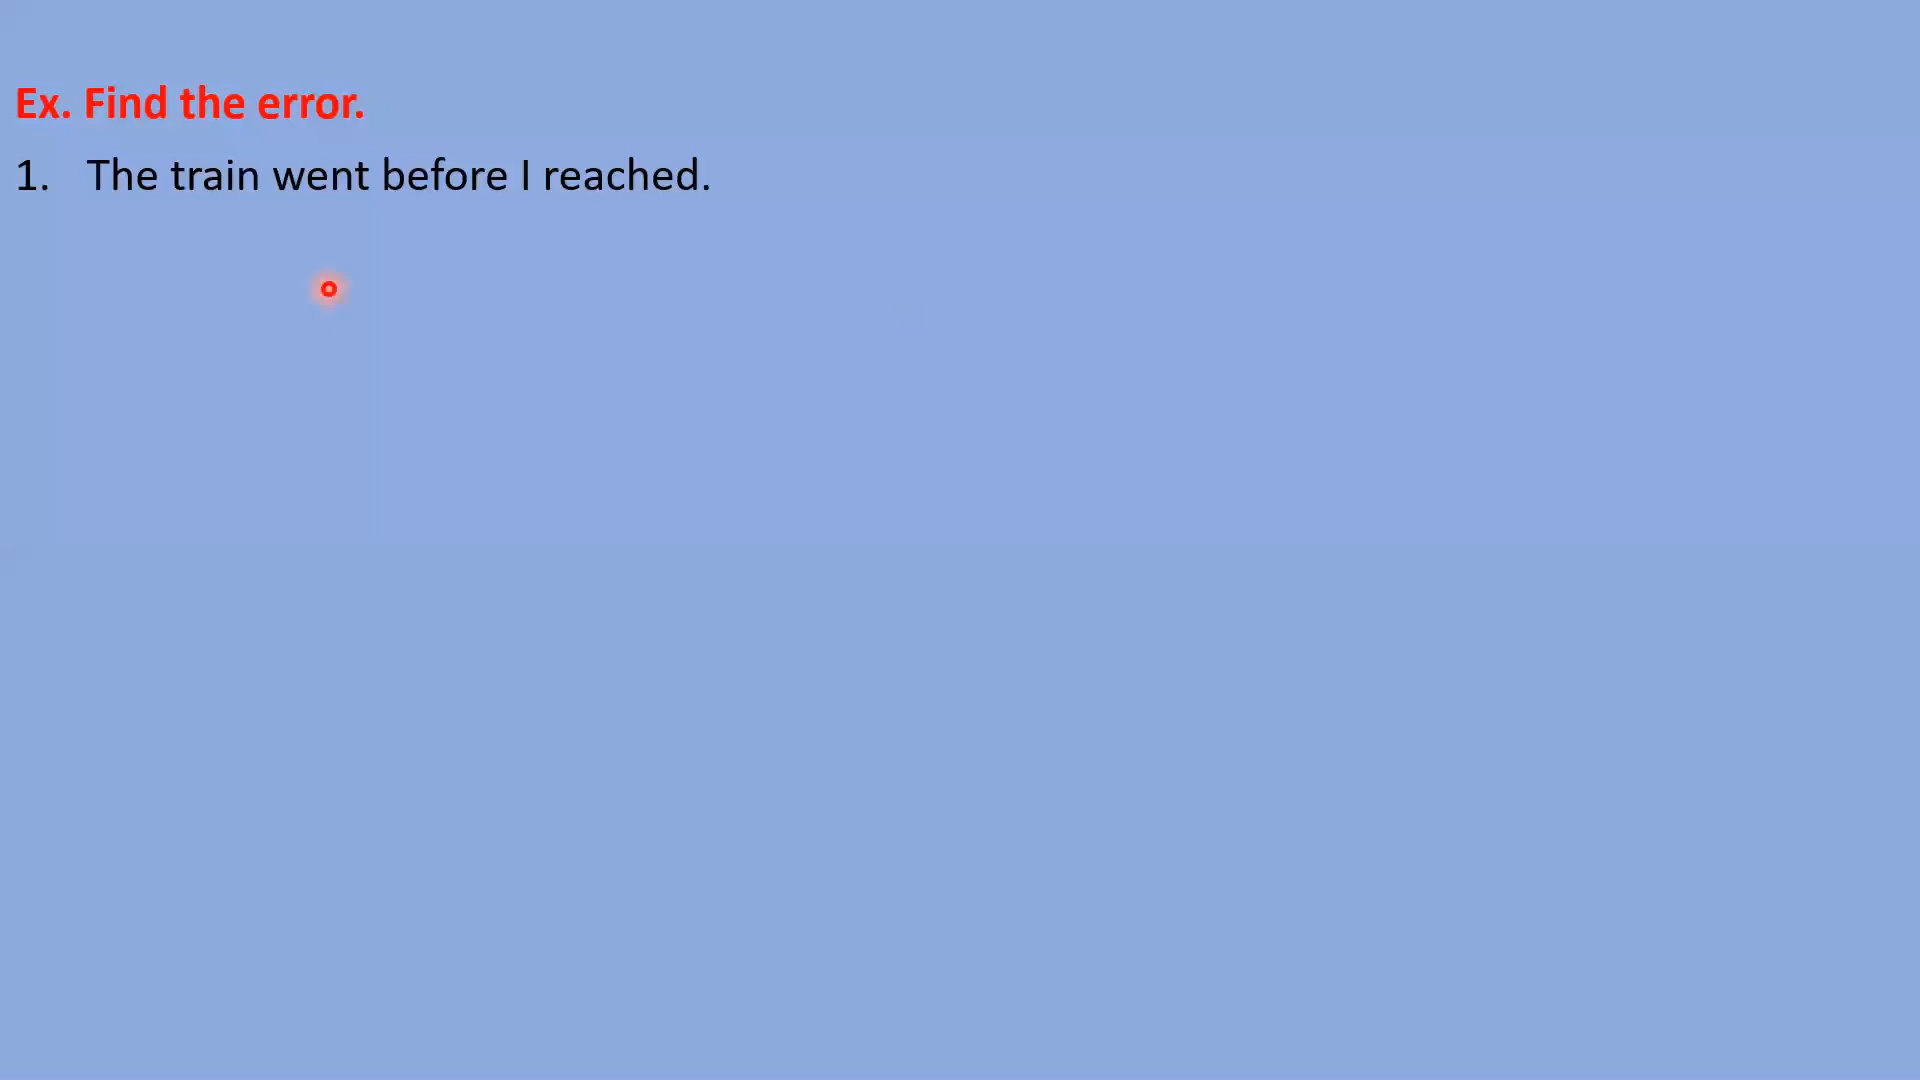 Ex. Find the error.
1. The train went before I reached.